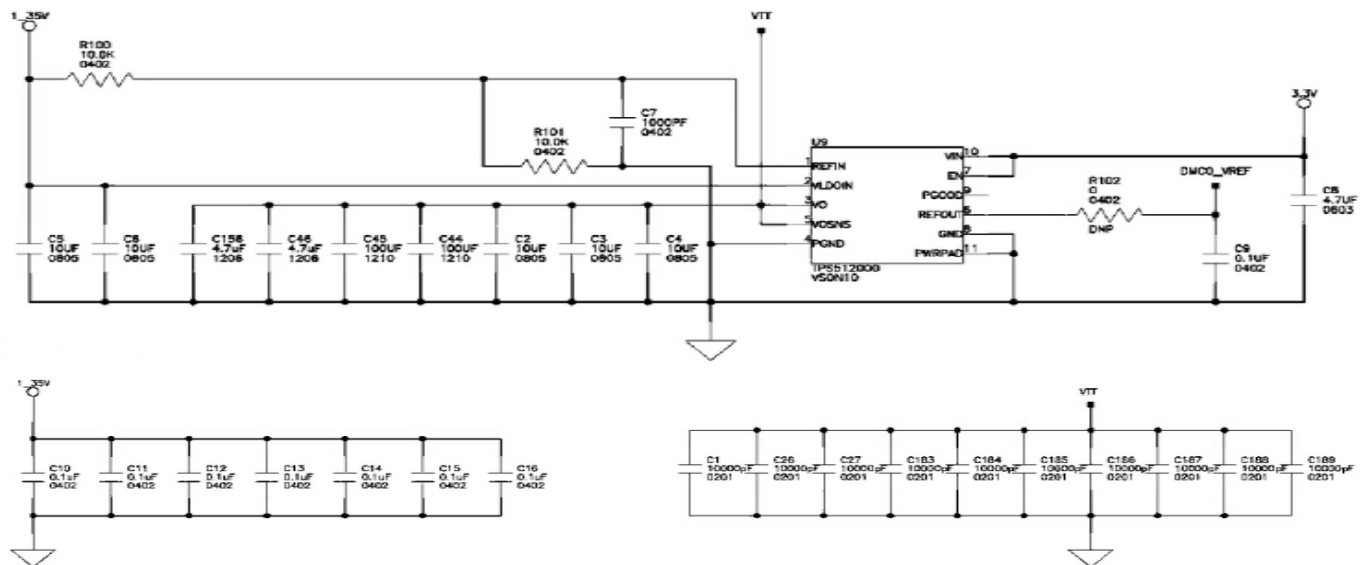 1_35V
VTT
R100
10.0K
0402
3.3V
C7
1000PF
0402
R101
10.0K
0402
U9
1 REFIN
2 VLDOIN
3 VO
5 VOSNS
4 PGND
VIN 10
EN 7
PGOOD 9
REFOUT 6
GND 8
PWRPAD 11
TPS51200D
VSON10
R102
0
0402
DNP
DMC0_VREF
C8
4.7UF
0603
C9
0.1UF
0402
C5
10UF
0805
C6
10UF
0805
C158
4.7uF
1206
C46
4.7uF
1206
C45
100UF
1210
C44
100UF
1210
C2
10UF
0805
C3
10UF
0805
C4
10UF
0805
1_35V
C10
0.1uF
0402
C11
0.1uF
0402
C12
0.1uF
0402
C13
0.1uF
0402
C14
0.1uF
0402
C15
0.1uF
0402
C16
0.1uF
0402
VTT
C1
10000pF
0201
C26
10000pF
0201
C27
10000pF
0201
C183
10000pF
0201
C184
10000pF
0201
C185
10000pF
0201
C186
10000pF
0201
C187
10000pF
0201
C188
10000pF
0201
C189
10000pF
0201